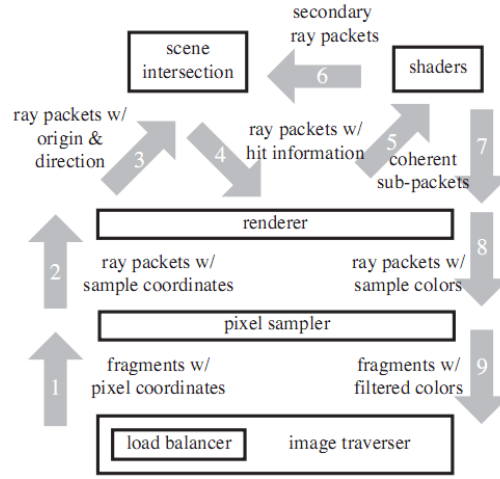 secondary
ray packets
scene
intersection
6
shaders
ray packets w/
origin &
direction
3
4
ray packets w/
hit information
5
coherent
sub-packets
7
renderer
2
ray packets w/
sample coordinates
ray packets w/
sample colors
8
pixel sampler
1
fragments w/
pixel coordinates
fragments w/
filtered colors
9
load balancer
image traverser